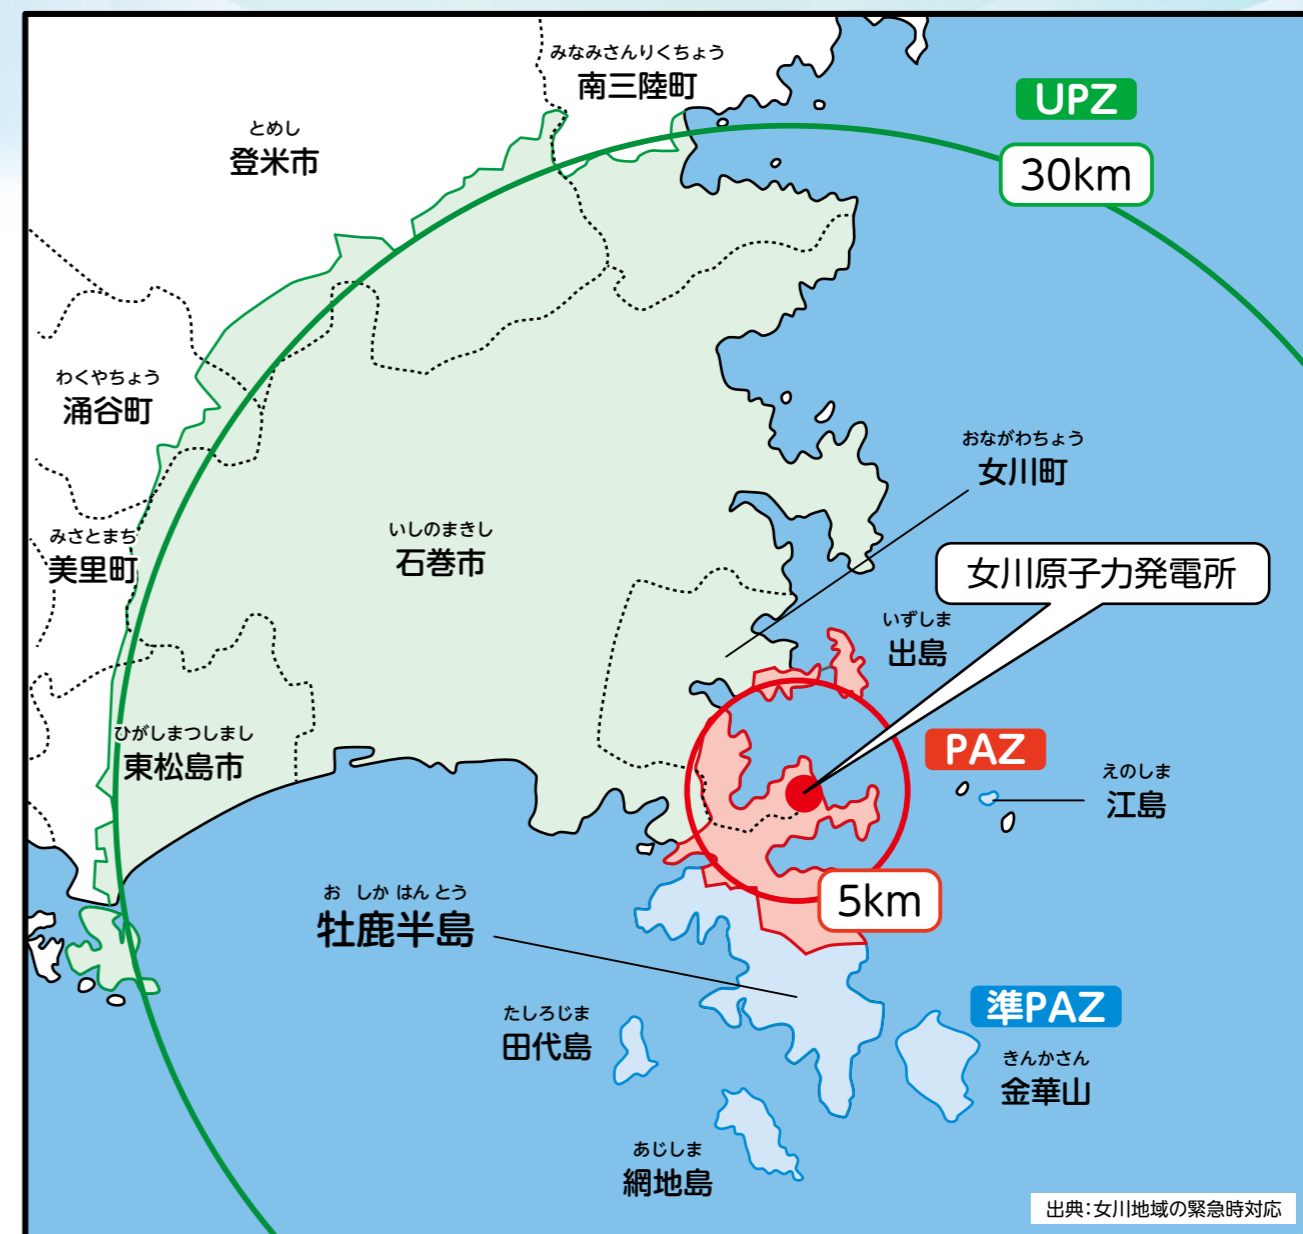 みなみさんりくちょう
南三陸町
UPZ
とめし
登米市
30km
わくやちょう
涌谷町
おながわちょう
女川町
みさとまち
美里町
いしのまきし
石巻市
女川原子力発電所
いずしま
出島
ひがしまつしまし
東松島市
PAZ
えのしま
江島
おしかはんとう
牡鹿半島
5km
準PAZ
たしろじま
田代島
きんかさん
金華山
あじしま
網地島
出典：女川地域の緊急時対応